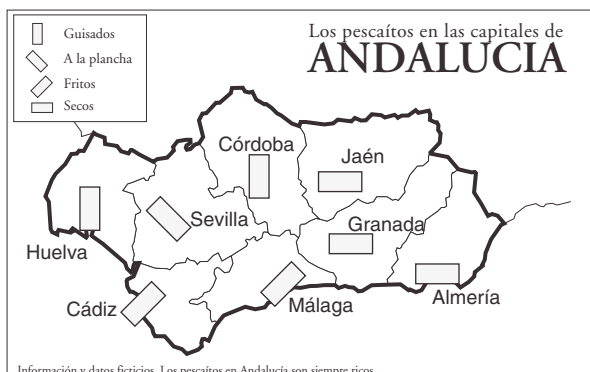 Guisados
A la plancha
Fritos
Secos
Los pescaítos en las capitales de
ANDALUCIA
Córdoba
Jaén
Sevilla
Granada
Huelva
Cádiz
Málaga
Almería
Información y datos ficticios. Los pescaítos en Andalucía son siempre ricos